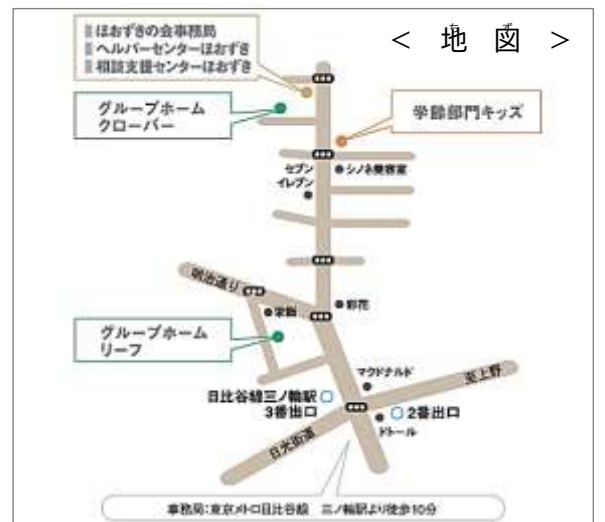 < 地図 >
ちず
ほおずきの会事務局
ヘルパーセンターほおずき
相談支援センターほおずき
グループホーム
クローバー
学齢部門キッズ
セブン
イレブン
シノネ美容室
明治通り
彩花
グループホーム
リーフ
マクドナルド
至上野
日比谷線三ノ輪駅
3番出口
2番出口
ドトール
日光街道
事務局:東京メトロ日比谷線 三ノ輪駅より徒歩10分